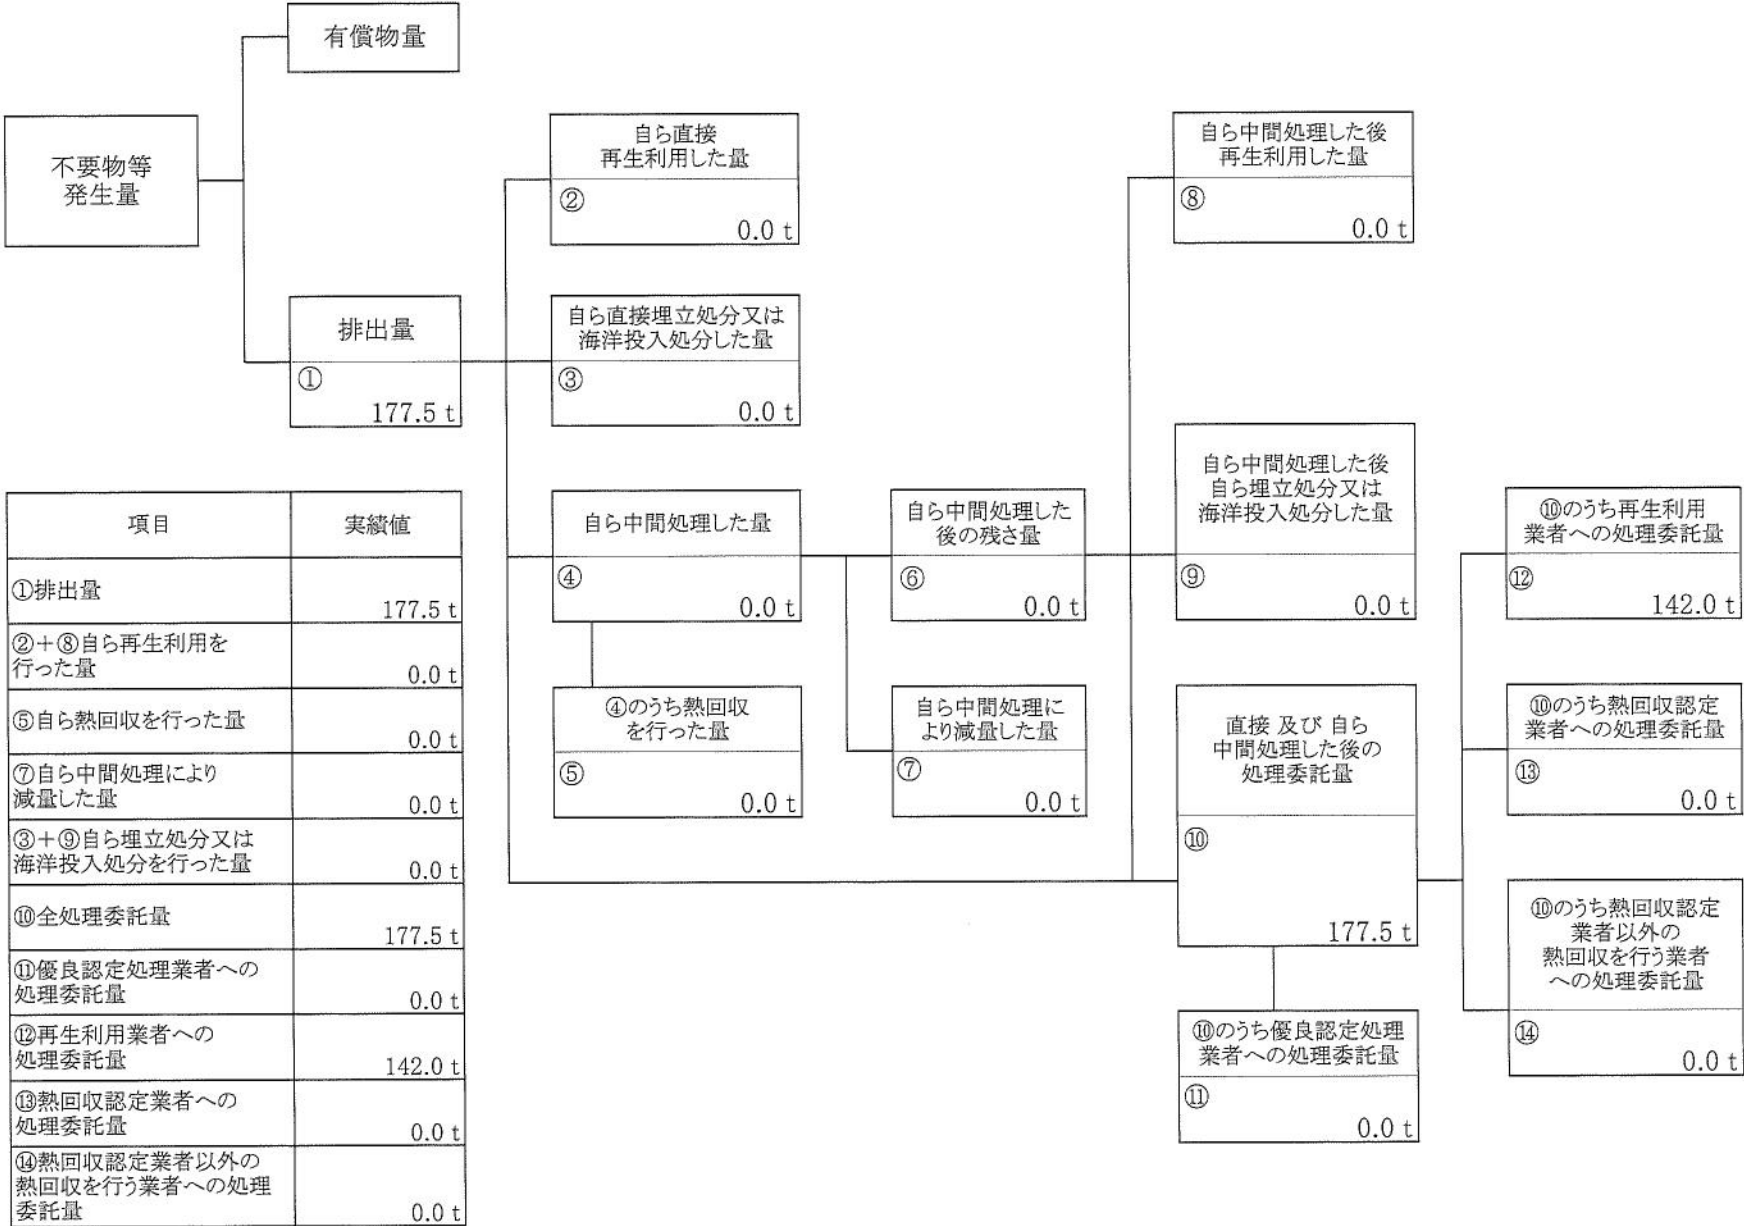 有償物量
不要物等
発生量
排出量
①
177.5 t
自ら直接
再生利用した量
②
0.0 t
自ら直接埋立処分又は
海洋投入処分した量
③
0.0 t
自ら中間処理した量
④
0.0 t
④のうち熱回収
を行った量
⑤
0.0 t
自ら中間処理した
後の残さ量
⑥
0.0 t
自ら中間処理に
より減量した量
⑦
0.0 t
自ら中間処理した後
再生利用した量
⑧
0.0 t
自ら中間処理した後
自ら埋立処分又は
海洋投入処分した量
⑨
0.0 t
直接 及び 自ら
中間処理した後の
処理委託量
⑩
177.5 t
⑩のうち優良認定処理
業者への処理委託量
⑪
0.0 t
⑩のうち再生利用
業者への処理委託量
⑫
142.0 t
⑩のうち熱回収認定
業者への処理委託量
⑬
0.0 t
⑩のうち熱回収認定
業者以外の
熱回収を行う業者
への処理委託量
⑭
0.0 t
項目 実績値
①排出量
177.5 t
②+⑧自ら再生利用を
行った量 0.0 t
⑤自ら熱回収を行った量
0.0 t
⑦自ら中間処理により
減量した量 0.0 t
③+⑨自ら埋立処分又は
海洋投入処分を行った量 0.0 t
⑩全処理委託量
177.5 t
⑪優良認定処理業者への
処理委託量 0.0 t
⑫再生利用業者への
処理委託量 142.0 t
⑬熱回収認定業者への
処理委託量 0.0 t
⑭熱回収認定業者以外の
熱回収を行う業者への処理
委託量 0.0 t